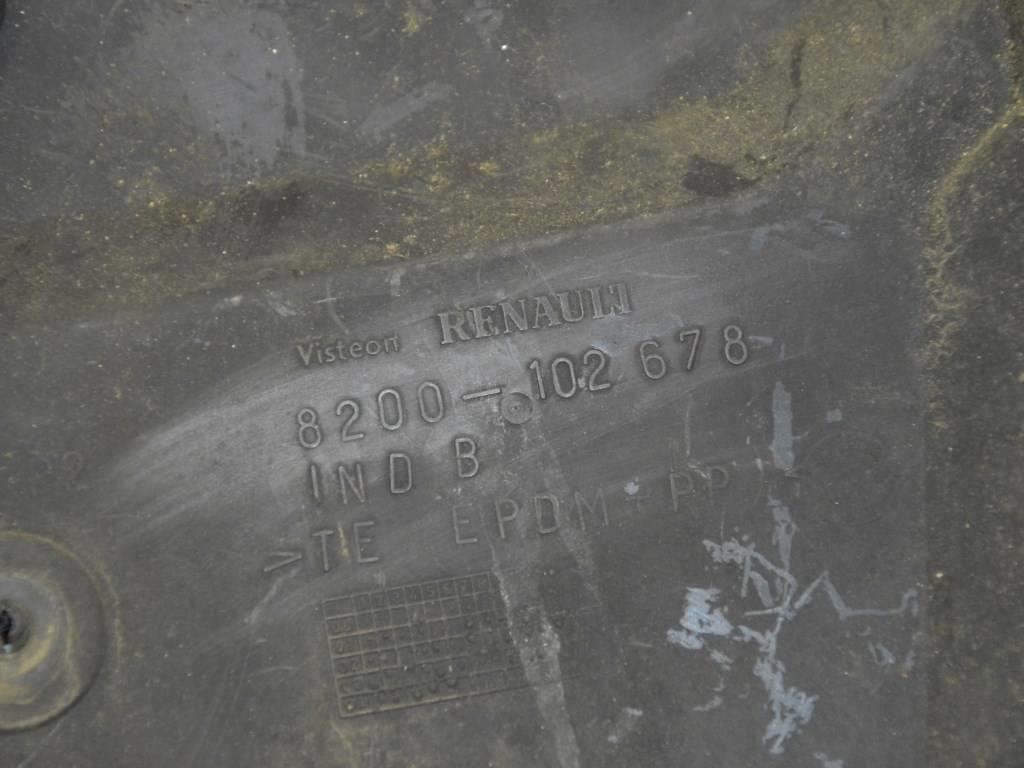 Visteon RENAULT
8200-102 678
IND B
>TE EPDM+PP<